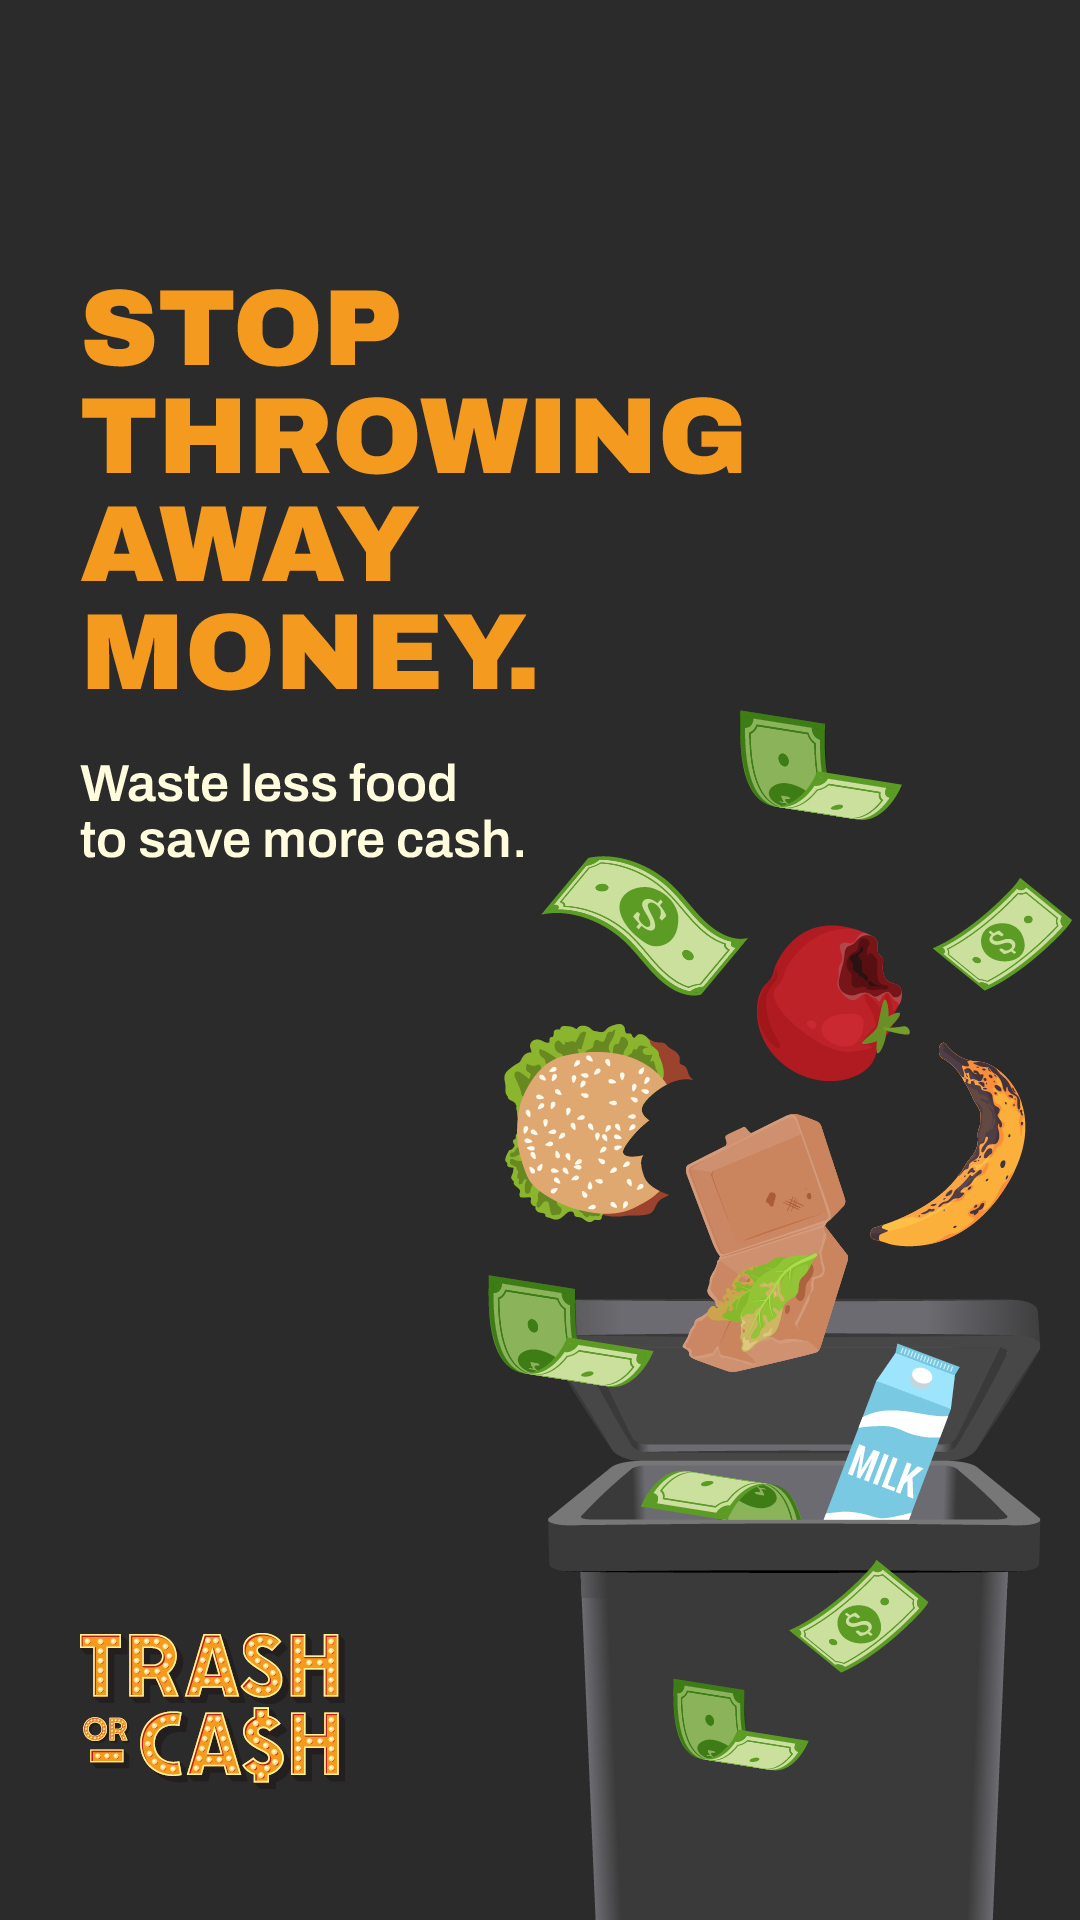 STOP
THROWING
AWAY
MONEY.
Waste less food
to save more cash.
$
$
MILK
$
TRASH
OR CA$H